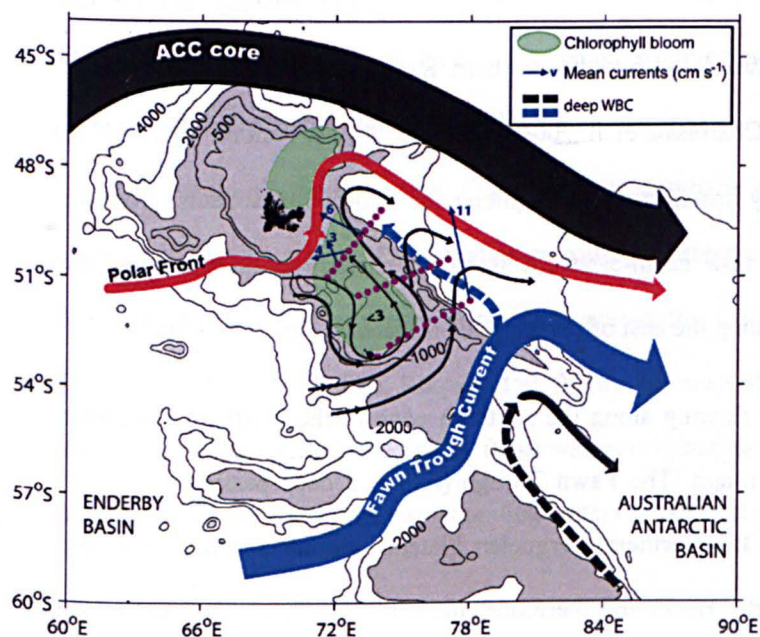 45°S
48°S
51°S
54°S
57°S
60°S
60°E
66°E
72°E
78°E
84°E
90°E
ACC core
Chlorophyll bloom
v Mean currents (cm s⁻¹)
deep WBC
4000
2000
500
6
3
11
Polar Front
<3
1000
2000
Fawn Trough Current
ENDERBY
BASIN
2000
AUSTRALIAN
ANTARCTIC
BASIN